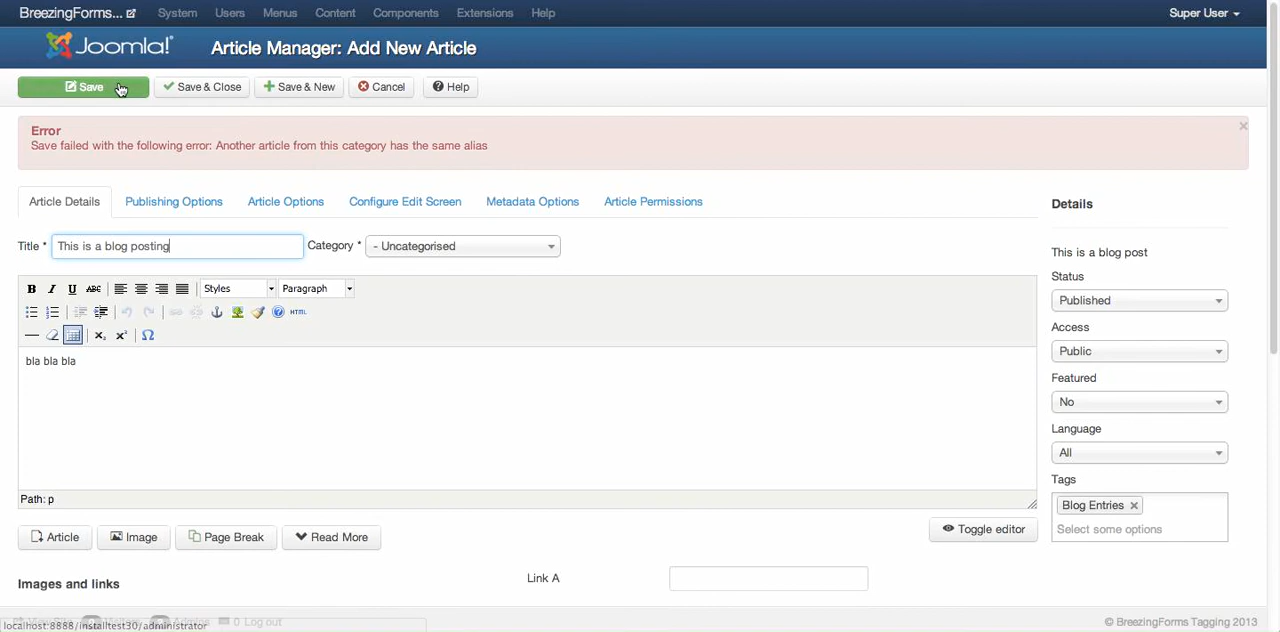 BreezingForms... System Users Menus Content Components Extensions Help Super User
Joomla! Article Manager: Add New Article
Save Save & Close Save & New Cancel Help
Error
Save failed with the following error: Another article from this category has the same alias
Article Details Publishing Options Article Options Configure Edit Screen Metadata Options Article Permissions
Details
Title * This is a blog posting Category * - Uncategorised
This is a blog post
Status
Published
Access
Public
Featured
No
Language
All
Tags
Blog Entries
Select some options
B I U ABC Styles Paragraph
HTML
bla bla bla
Path: p
Article Image Page Break Read More Toggle editor
Images and links
Link A
0 Log out
localhost:8888/installtest30/administrator
© BreezingForms Tagging 2013